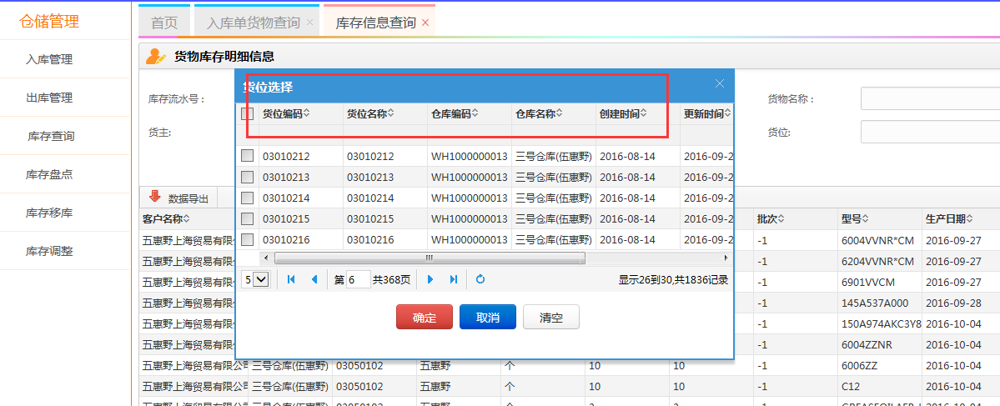 仓储管理
入库管理
出库管理
库存查询
库存盘点
库存移库
库存调整
首页 入库单货物查询 × 库存信息查询 ×
货物库存明细信息
库存流水号: 货物名称:
货主: 货位:
数据导出
客户名称 批次 型号 生产日期
五惠野上海贸易有限公 -1 6004VVNR*CM 2016-09-27
五惠野上海贸易有限公 -1 6204VVNR*CM 2016-09-27
五惠野上海贸易有限公 -1 6901VVCM 2016-09-27
五惠野上海贸易有限公 -1 145A537A000 2016-09-28
五惠野上海贸易有限公 -1 150A974AKC3Y8 2016-10-04
五惠野上海贸易有限公 -1 6004ZZNR 2016-10-04
五惠野上海贸易有限公司 三号仓库(伍惠野) 03050102 五惠野 个 10 10 -1 6006ZZ 2016-10-04
五惠野上海贸易有限公司 三号仓库(伍惠野) 03050102 五惠野 个 10 10 -1 C12 2016-10-04
货位选择
货位编码 货位名称 仓库编码 仓库名称 创建时间 更新时间
03010212 03010212 WH1000000013 三号仓库(伍惠野) 2016-08-14 2016-09-2
03010213 03010213 WH1000000013 三号仓库(伍惠野) 2016-08-14 2016-09-2
03010214 03010214 WH1000000013 三号仓库(伍惠野) 2016-08-14 2016-09-2
03010215 03010215 WH1000000013 三号仓库(伍惠野) 2016-08-14 2016-09-2
03010216 03010216 WH1000000013 三号仓库(伍惠野) 2016-08-14 2016-09-2
5 第 6 共368页 显示26到30,共1836记录
确定 取消 清空